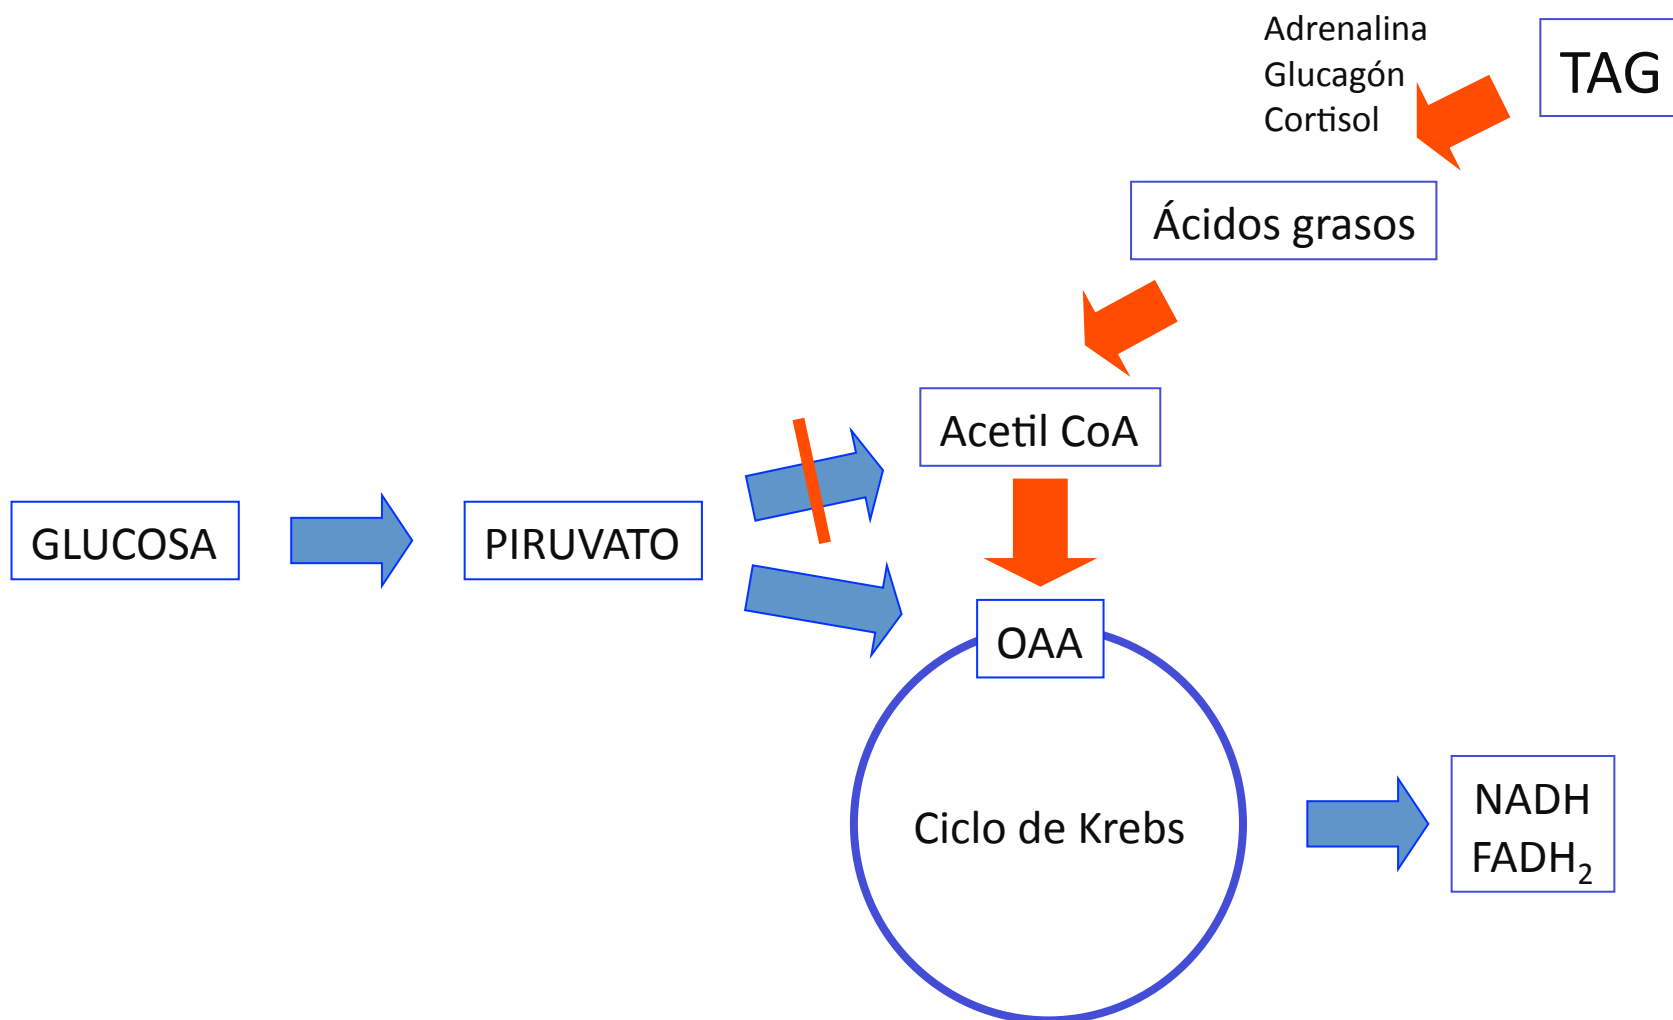 Adrenalina
Glucagón
Cortisol
TAG
Ácidos grasos
Acetil CoA
GLUCOSA
PIRUVATO
OAA
Ciclo de Krebs
NADH
FADH₂